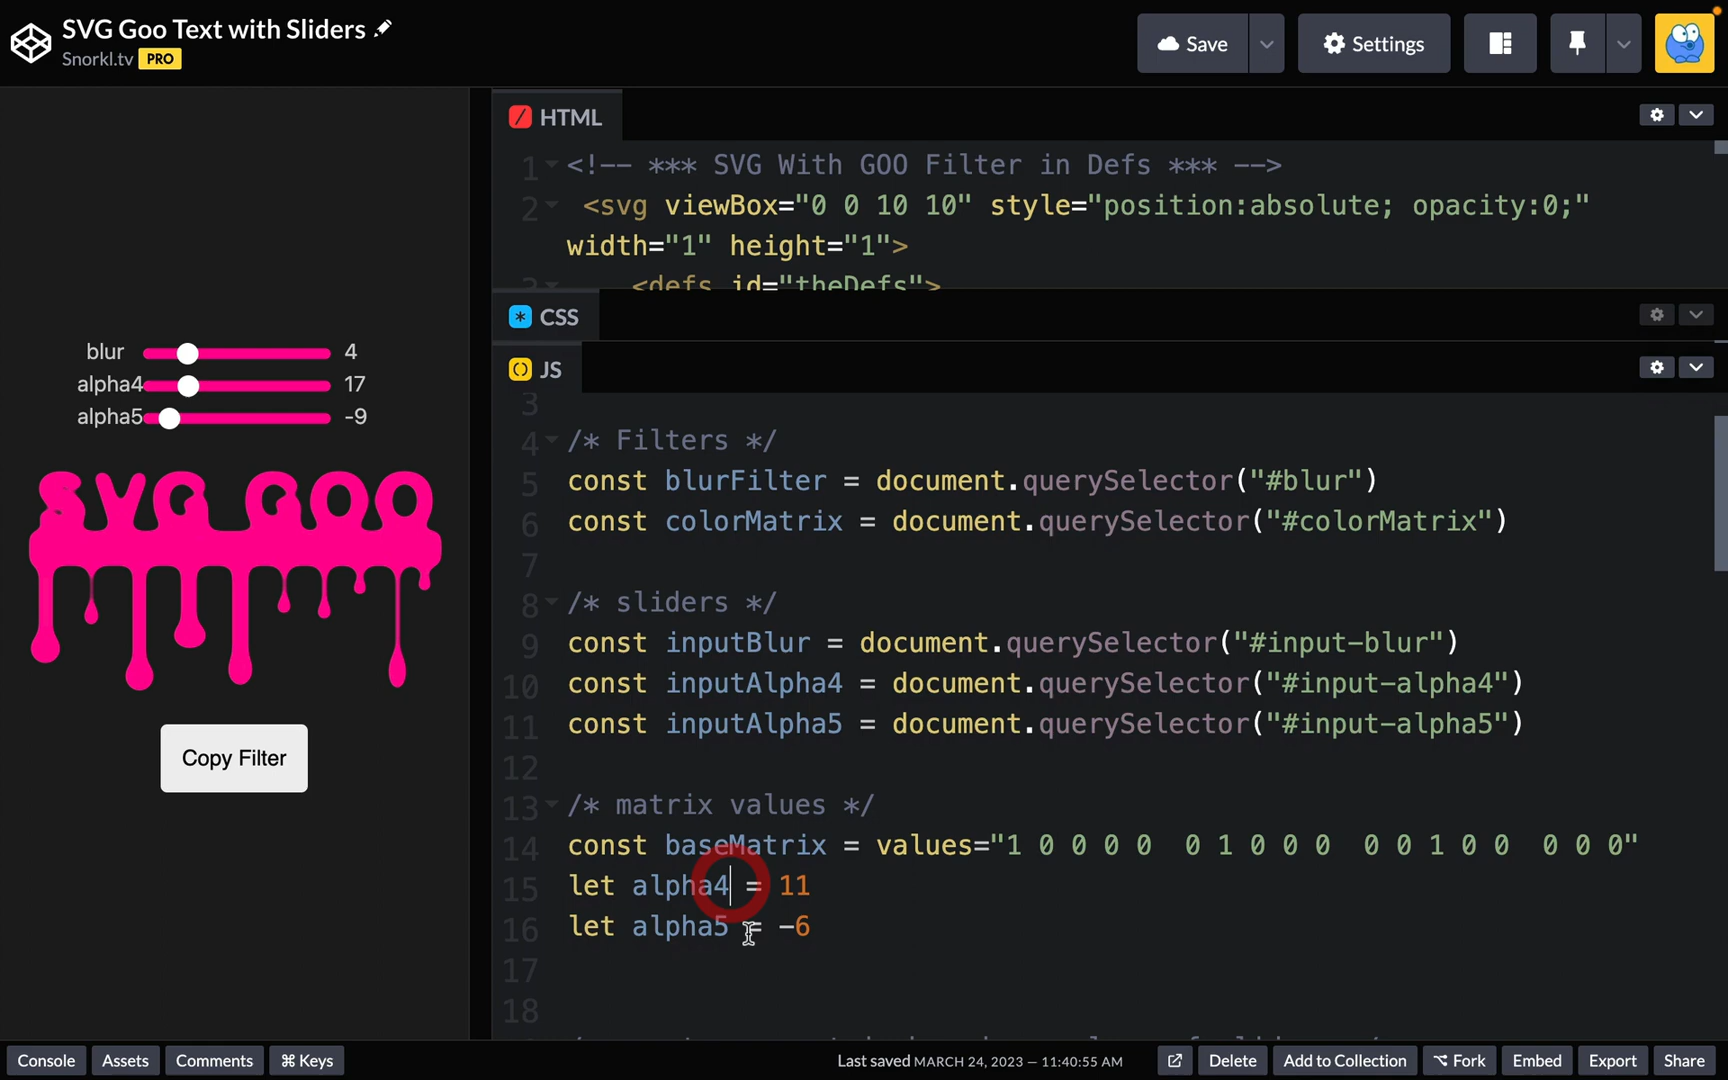 SVG Goo Text with Sliders
Snorkl.tv PRO
Save
Settings
blur 4
alpha4 17
alpha5 -9
SVG GOO
Copy Filter
HTML
1 <!-- *** SVG With GOO Filter in Defs *** -->
2 <svg viewBox="0 0 10 10" style="position:absolute; opacity:0;"
width="1" height="1">
3 <defs id="theDefs">
CSS
JS
3
4 /* Filters */
5 const blurFilter = document.querySelector("#blur")
6 const colorMatrix = document.querySelector("#colorMatrix")
7
8 /* sliders */
9 const inputBlur = document.querySelector("#input-blur")
10 const inputAlpha4 = document.querySelector("#input-alpha4")
11 const inputAlpha5 = document.querySelector("#input-alpha5")
12
13 /* matrix values */
14 const baseMatrix = values="1 0 0 0 0  0 1 0 0 0  0 0 1 0 0  0 0 0"
15 let alpha4 = 11
16 let alpha5 = -6
17
18
Console
Assets
Comments
⌘ Keys
Last saved MARCH 24, 2023 — 11:40:55 AM
Delete
Add to Collection
Fork
Embed
Export
Share